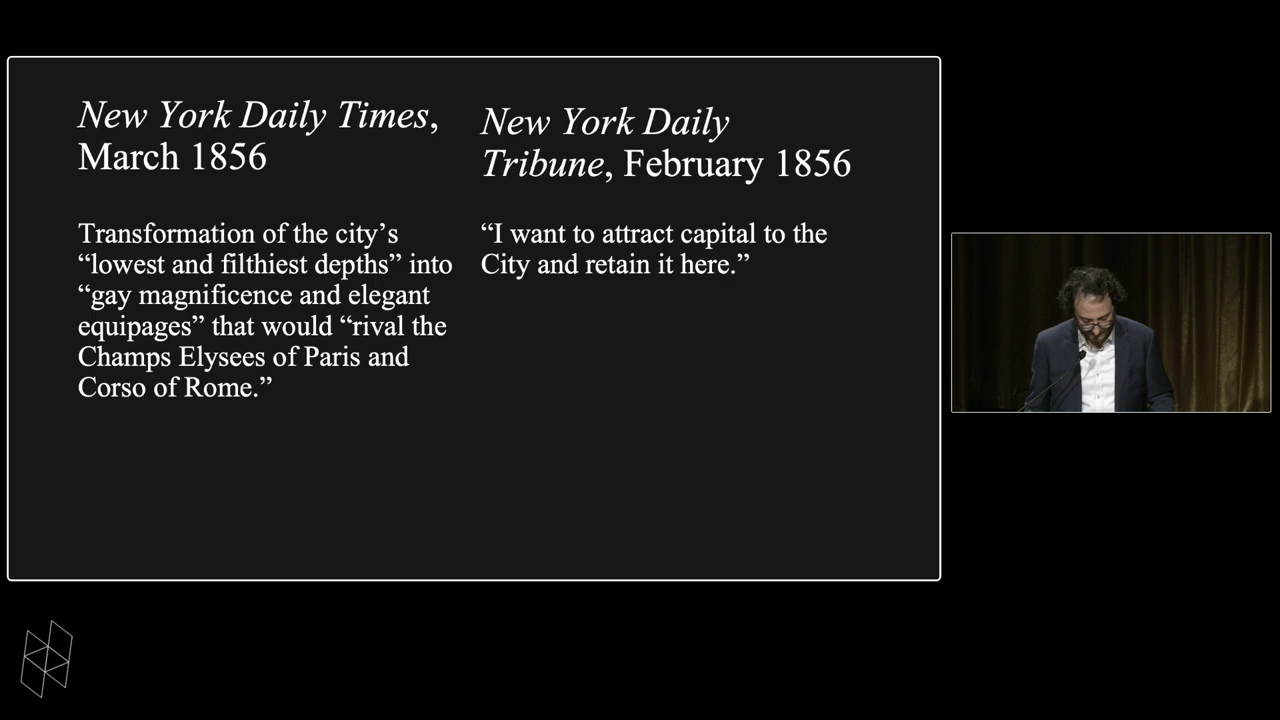 New York Daily Times,
March 1856
Transformation of the city’s
“lowest and filthiest depths” into
“gay magnificence and elegant
equipages” that would “rival the
Champs Elysees of Paris and
Corso of Rome.”
New York Daily
Tribune, February 1856
“I want to attract capital to the
City and retain it here.”